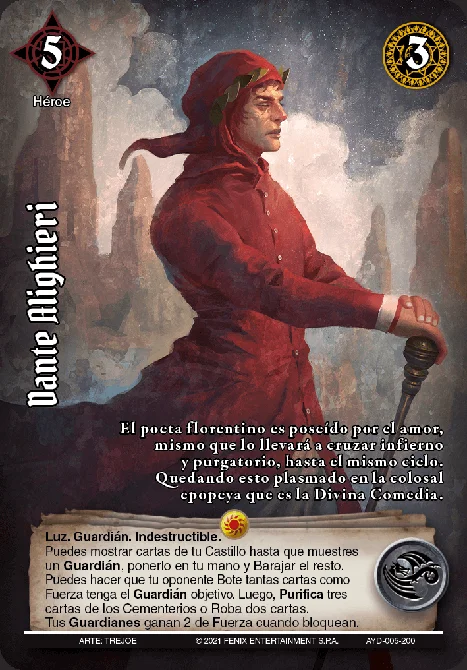 5
3
Héroe
Dante Alighieri
El poeta florentino es poseído por el amor,
mismo que lo llevará a cruzar infierno
y purgatorio, hasta el mismo cielo.
Quedando esto plasmado en la colosal
epopeya que es la Divina Comedia.
Luz. Guardián. Indestructible.
Puedes mostrar cartas de tu Castillo hasta que muestres
un Guardián, ponerlo en tu mano y Barajar el resto.
Puedes hacer que tu oponente Bote tantas cartas como
Fuerza tenga el Guardián objetivo. Luego, Purifica tres
cartas de los Cementerios o Roba dos cartas.
Tus Guardianes ganan 2 de Fuerza cuando bloquean.
ARTE: TREJOE © 2021 FENIX ENTERTAINMENT S.R.A. AYD-005-200